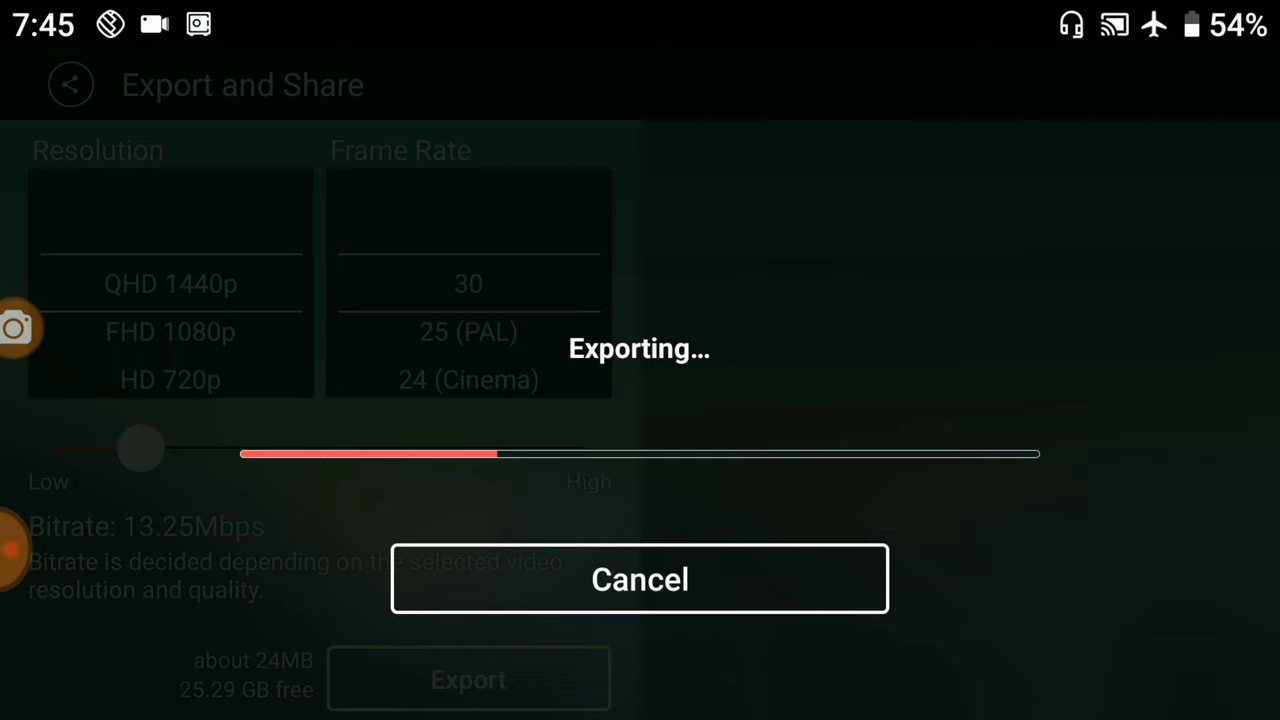 7:45
54%
Export and Share
Resolution
Frame Rate
QHD 1440p
30
FHD 1080p
25 (PAL)
HD 720p
24 (Cinema)
Exporting...
Low
High
Bitrate: 13.25Mbps
Bitrate is decided depending on the selected video
resolution and quality.
Cancel
about 24MB
25.29 GB free
Export